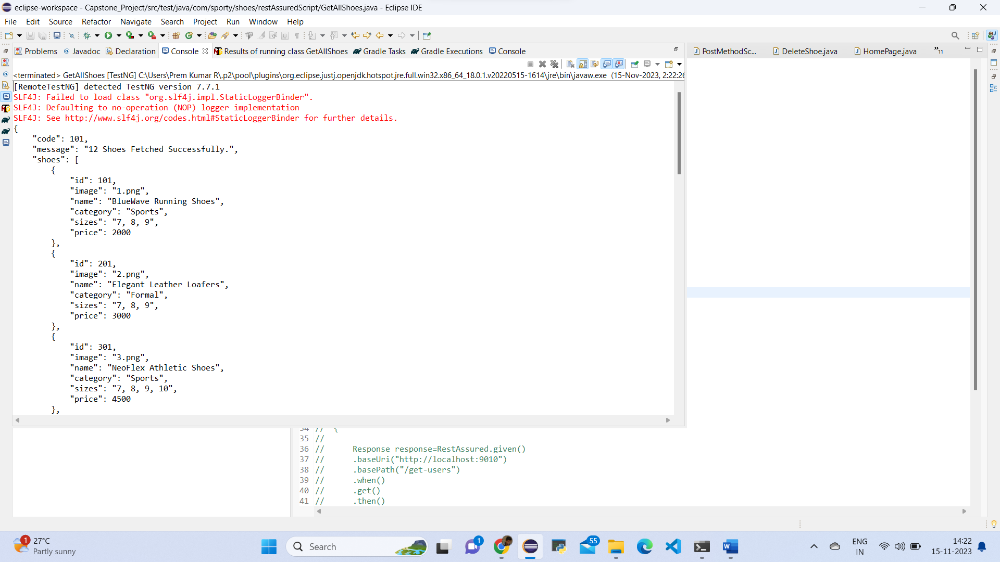 eclipse-workspace - Capstone_Project/src/test/java/com/sporty/shoes/restAssuredScript/GetAllShoes.java - Eclipse IDE
File Edit Source Refactor Navigate Search Project Run Window Help
Problems Javadoc Declaration Console Results of running class GetAllShoes Gradle Tasks Gradle Executions Console
PostMethodSc... DeleteShoe.java HomePage.java »11
<terminated> GetAllShoes [TestNG] C:\Users\Prem Kumar R\.p2\pool\plugins\org.eclipse.justj.openjdk.hotspot.jre.full.win32.x86_64_18.0.1.v20220515-1614\jre\bin\javaw.exe (15-Nov-2023, 2:22:26
[RemoteTestNG] detected TestNG version 7.7.1
SLF4J: Failed to load class "org.slf4j.impl.StaticLoggerBinder".
SLF4J: Defaulting to no-operation (NOP) logger implementation
SLF4J: See http://www.slf4j.org/codes.html#StaticLoggerBinder for further details.
{
"code": 101,
"message": "12 Shoes Fetched Successfully.",
"shoes": [
{
"id": 101,
"image": "1.png",
"name": "BlueWave Running Shoes",
"category": "Sports",
"sizes": "7, 8, 9",
"price": 2000
},
{
"id": 201,
"image": "2.png",
"name": "Elegant Leather Loafers",
"category": "Formal",
"sizes": "7, 8, 9",
"price": 3000
},
{
"id": 301,
"image": "3.png",
"name": "NeoFlex Athletic Shoes",
"category": "Sports",
"sizes": "7, 8, 9, 10",
"price": 4500
},
34 // {
35 //
36 // Response response=RestAssured.given()
37 // .baseUri("http://localhost:9010")
38 // .basePath("/get-users")
39 // .when()
40 // .get()
41 // .then()
1 27°C
Partly sunny
Search
1
55
ENG
IN
14:22
15-11-2023